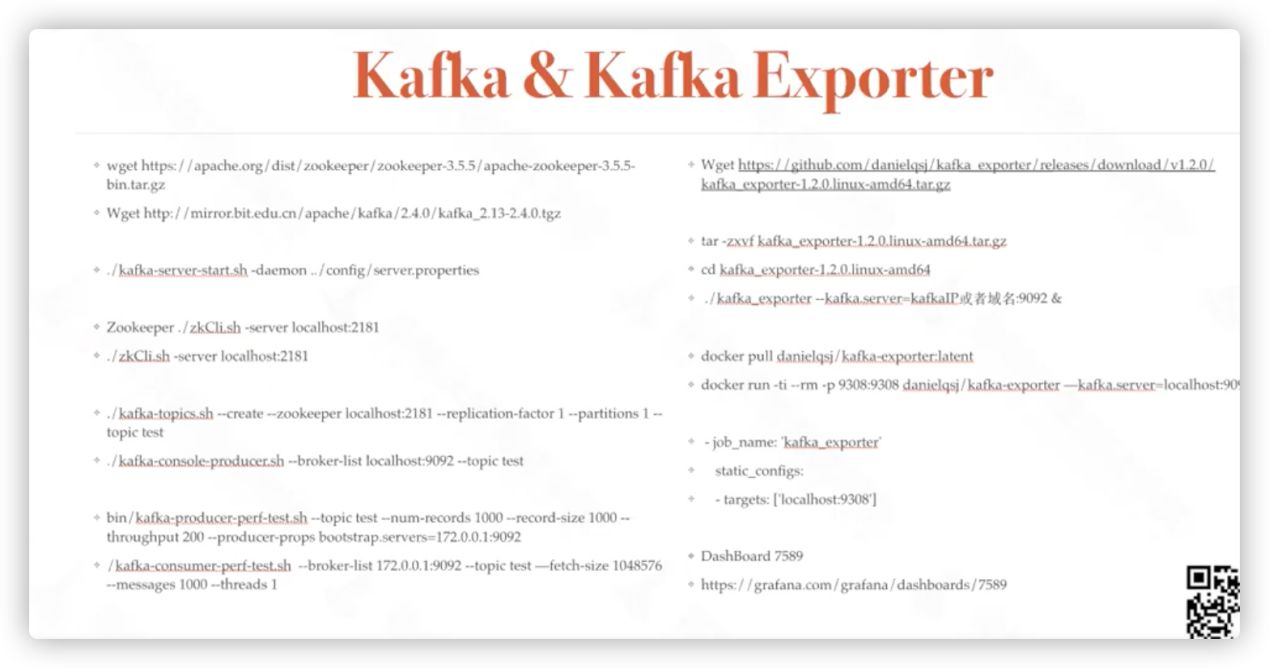 Kafka & Kafka Exporter
wget https://apache.org/dist/zookeeper/zookeeper-3.5.5/apache-zookeeper-3.5.5-
bin.tar.gz
Wget http://mirror.bit.edu.cn/apache/kafka/2.4.0/kafka_2.13-2.4.0.tgz
./kafka-server-start.sh -daemon ../config/server.properties
Zookeeper ./zkCli.sh -server localhost:2181
./zkCli.sh -server localhost:2181
./kafka-topics.sh --create --zookeeper localhost:2181 --replication-factor 1 --partitions 1 --
topic test
./kafka-console-producer.sh --broker-list localhost:9092 --topic test
bin/kafka-producer-perf-test.sh --topic test --num-records 1000 --record-size 1000 --
throughput 200 --producer-props bootstrap.servers=172.0.0.1:9092
/kafka-consumer-perf-test.sh --broker-list 172.0.0.1:9092 --topic test —fetch-size 1048576
--messages 1000 --threads 1
Wget https://github.com/danielqsj/kafka_exporter/releases/download/v1.2.0/
kafka_exporter-1.2.0.linux-amd64.tar.gz
tar -zxvf kafka_exporter-1.2.0.linux-amd64.tar.gz
cd kafka_exporter-1.2.0.linux-amd64
./kafka_exporter --kafka.server=kafkaIP或者域名:9092 &
docker pull danielqsj/kafka-exporter:latent
docker run -ti --rm -p 9308:9308 danielqsj/kafka-exporter —kafka.server=localhost:909
- job_name: 'kafka_exporter'
static_configs:
- targets: ['localhost:9308']
DashBoard 7589
https://grafana.com/grafana/dashboards/7589